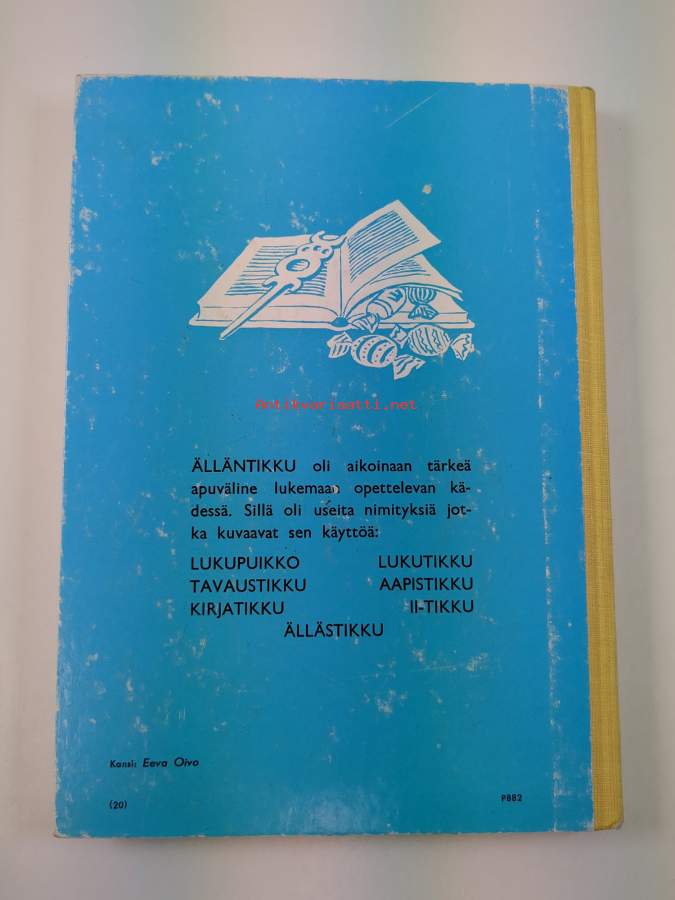 Antikvariaatti.net
ÄLLÄNTIKKU oli aikoinaan tärkeä
apuväline lukemaan opettelevan kä-
dessä. Sillä oli useita nimityksiä jot-
ka kuvaavat sen käyttöä:
LUKUPUIKKO LUKUTIKKU
TAVAUSTIKKU AAPISTIKKU
KIRJATIKKU II-TIKKU
ÄLLÄSTIKKU
Kansi: Eeva Oivo
(20) P882